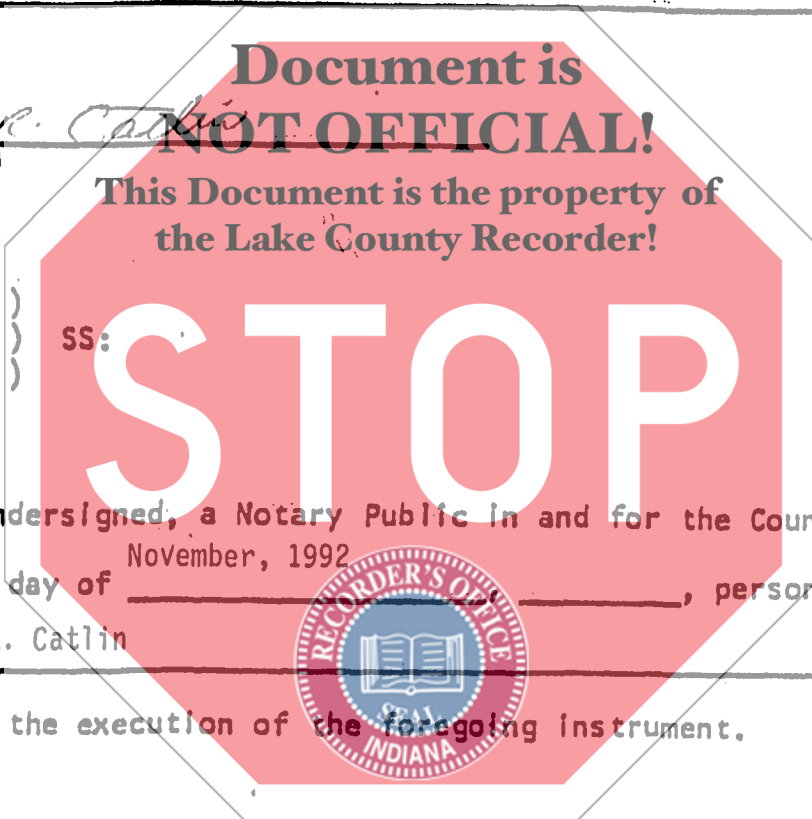 Document is
R. Catlin
NOT OFFICIAL!
This Document is the property of
the Lake County Recorder!
)
) SS:
)
STOP
dersigned, a Notary Public in and for the Coun
November, 1992
day of , , person
. Catlin
RECORDER'S OFFICE
SEAL
INDIANA
the execution of the foregoing instrument.